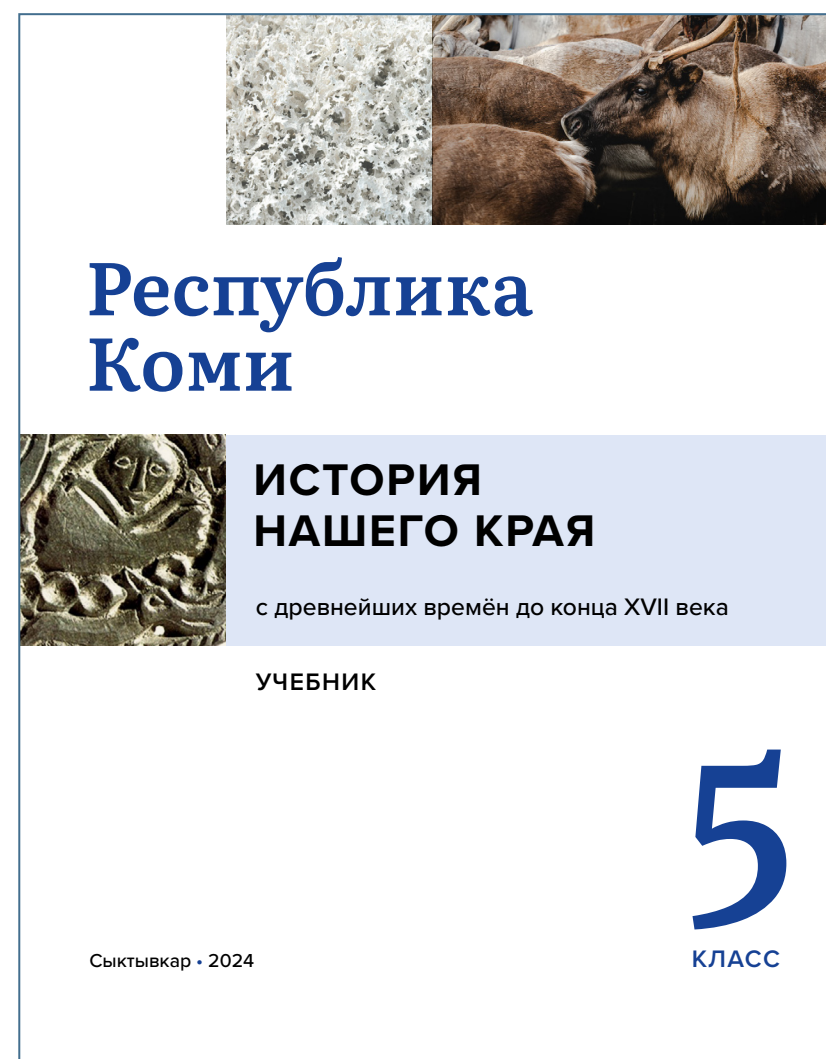 Республика
Коми
ИСТОРИЯ
НАШЕГО КРАЯ
с древнейших времён до конца XVII века
УЧЕБНИК
5
КЛАСС
Сыктывкар • 2024